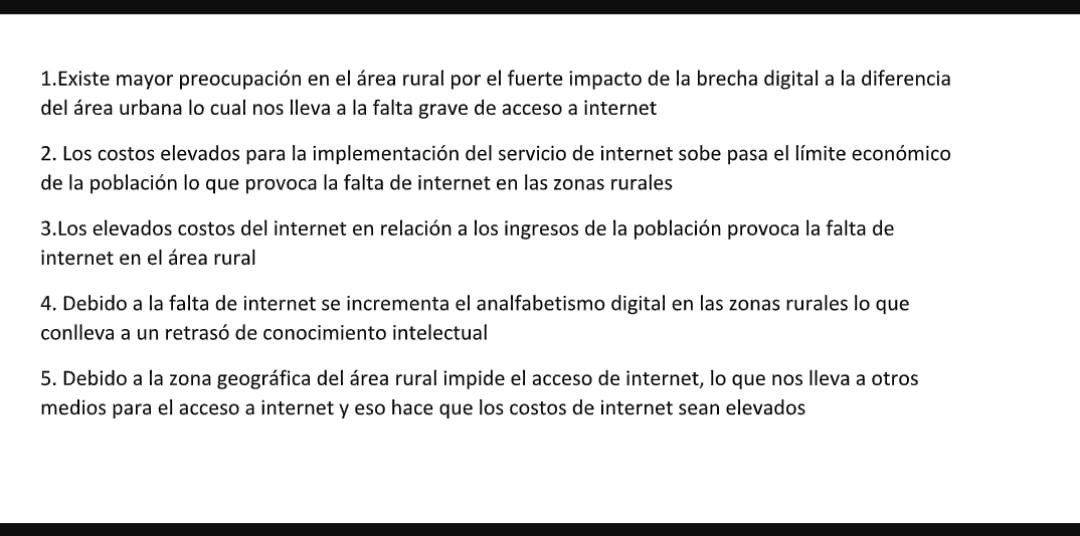 1.Existe mayor preocupación en el área rural por el fuerte impacto de la brecha digital a la diferencia
del área urbana lo cual nos lleva a la falta grave de acceso a internet
2. Los costos elevados para la implementación del servicio de internet sobe pasa el límite económico
de la población lo que provoca la falta de internet en las zonas rurales
3.Los elevados costos del internet en relación a los ingresos de la población provoca la falta de
internet en el área rural
4. Debido a la falta de internet se incrementa el analfabetismo digital en las zonas rurales lo que
conlleva a un retrasó de conocimiento intelectual
5. Debido a la zona geográfica del área rural impide el acceso de internet, lo que nos lleva a otros
medios para el acceso a internet y eso hace que los costos de internet sean elevados